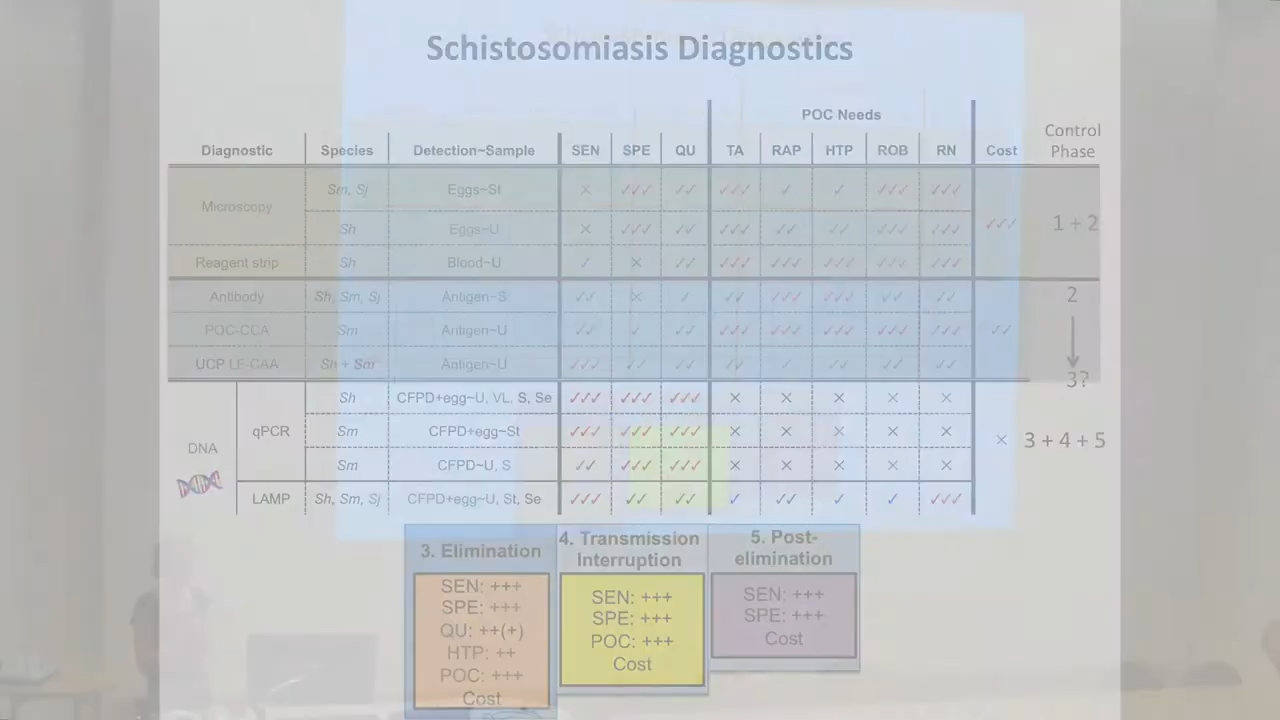 Schistosomiasis Diagnostics
POC Needs
Control Phase
Diagnostic Species Detection~Sample SEN SPE QU TA RAP HTP ROB RN Cost
Microscopy Sm, Sj Eggs~St × ✓✓✓ ✓✓ ✓✓✓ ✓ ✓ ✓✓✓ ✓✓✓
Sh Eggs~U × ✓✓✓ ✓✓ ✓✓✓ ✓✓ ✓✓ ✓✓✓ ✓✓✓ ✓✓✓ 1 + 2
Reagent strip Sh Blood~U ✓ × ✓✓ ✓✓✓ ✓✓✓ ✓✓✓ ✓✓✓ ✓✓✓
Antibody Sh, Sm, Sj Antigen~S ✓✓ × ✓ ✓✓ ✓✓✓ ✓✓✓ ✓✓ ✓✓ 2
POC-CCA Sm Antigen~U ✓✓ ✓ ✓✓ ✓✓✓ ✓✓✓ ✓✓✓ ✓✓✓ ✓✓✓ ✓✓
UCP LF-CAA Sh + Sm Antigen~U ✓✓✓ ✓✓ ✓✓ ✓✓ ✓ ✓✓ ✓✓ ✓✓ 3?
DNA qPCR Sh CFPD+egg~U, VL. S, Se ✓✓✓ ✓✓✓ ✓✓✓ × × × × ×
Sm CFPD+egg~St ✓✓✓ ✓✓✓ ✓✓✓ × × × × × × 3 + 4 + 5
Sm CFPD~U, S ✓✓ ✓✓✓ ✓✓✓ × × × × ×
LAMP Sh, Sm, Sj CFPD+egg~U, St, Se ✓✓✓ ✓✓ ✓✓ ✓ ✓✓ ✓ ✓ ✓✓✓
3. Elimination
SEN: +++
SPE: +++
QU: ++(+)
HTP: ++
POC: +++
Cost
4. Transmission
Interruption
SEN: +++
SPE: +++
POC: +++
Cost
5. Post-
elimination
SEN: +++
SPE: +++
Cost